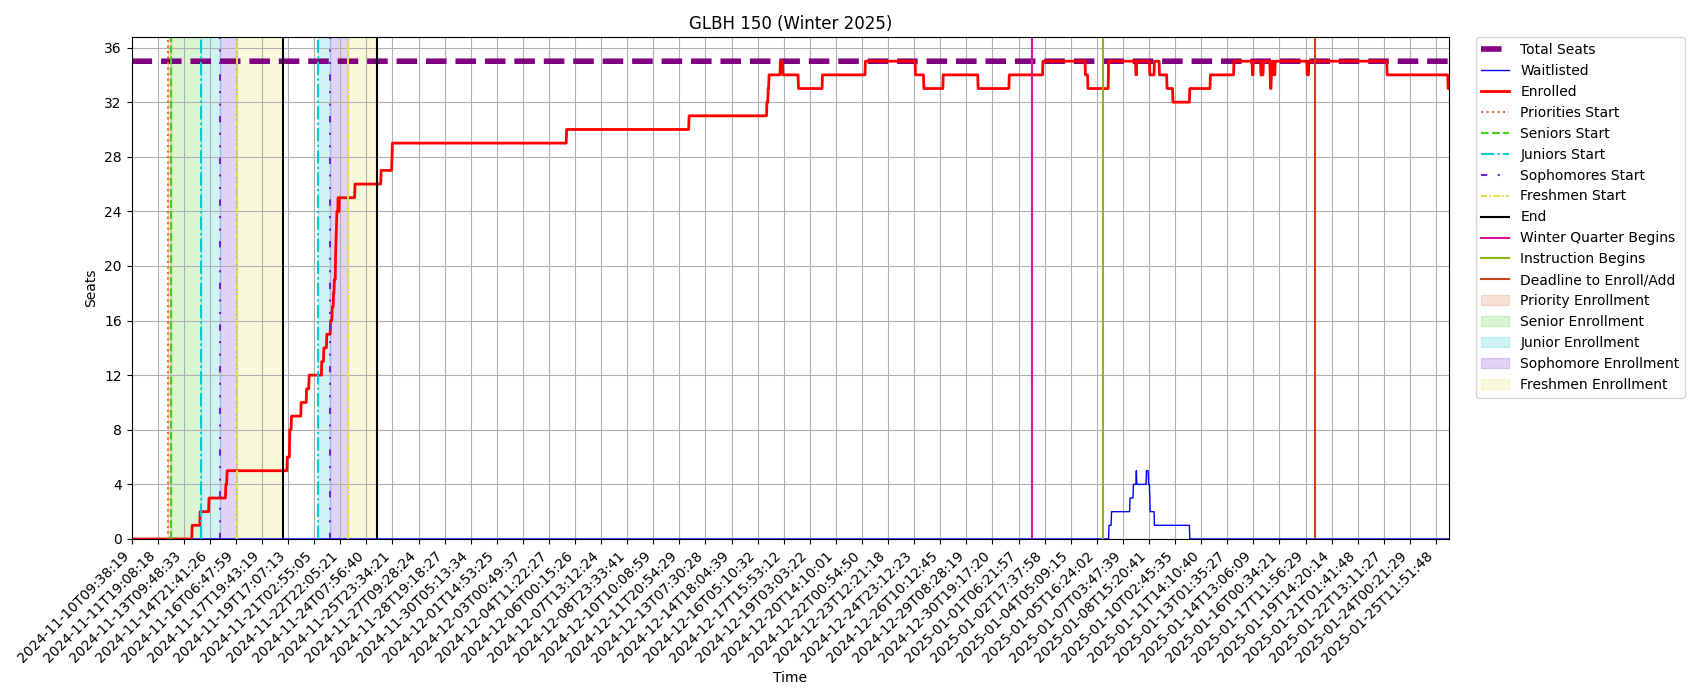 GLBH 150 (Winter 2025)
Seats
36
32
28
24
20
16
12
8
4
0
2024-11-10T09:38:19
2024-11-11T19:08:18
2024-11-13T09:48:33
2024-11-14T21:41:26
2024-11-16T06:47:59
2024-11-17T19:43:19
2024-11-19T17:07:13
2024-11-21T02:55:05
2024-11-22T22:05:21
2024-11-24T07:56:40
2024-11-25T23:34:21
2024-11-27T09:28:24
2024-11-28T19:18:27
2024-11-30T05:13:34
2024-12-01T14:53:25
2024-12-03T00:49:37
2024-12-04T11:22:27
2024-12-06T00:15:26
2024-12-07T13:12:24
2024-12-08T23:33:41
2024-12-10T10:08:59
2024-12-11T20:54:29
2024-12-13T07:30:28
2024-12-14T18:04:39
2024-12-16T05:10:32
2024-12-17T15:53:12
2024-12-19T03:03:22
2024-12-20T14:10:01
2024-12-22T00:54:50
2024-12-23T12:21:18
2024-12-24T23:12:23
2024-12-26T10:12:45
2024-12-29T08:28:19
2024-12-30T19:17:20
2025-01-01T06:21:57
2025-01-02T17:37:58
2025-01-04T05:09:15
2025-01-05T16:24:02
2025-01-07T03:47:39
2025-01-08T15:20:41
2025-01-10T02:45:35
2025-01-11T14:10:40
2025-01-13T01:35:27
2025-01-14T13:06:09
2025-01-16T00:34:21
2025-01-17T11:56:29
2025-01-19T14:20:14
2025-01-21T01:41:48
2025-01-22T13:11:27
2025-01-24T00:21:29
2025-01-25T11:51:48
Time
Total Seats
Waitlisted
Enrolled
Priorities Start
Seniors Start
Juniors Start
Sophomores Start
Freshmen Start
End
Winter Quarter Begins
Instruction Begins
Deadline to Enroll/Add
Priority Enrollment
Senior Enrollment
Junior Enrollment
Sophomore Enrollment
Freshmen Enrollment